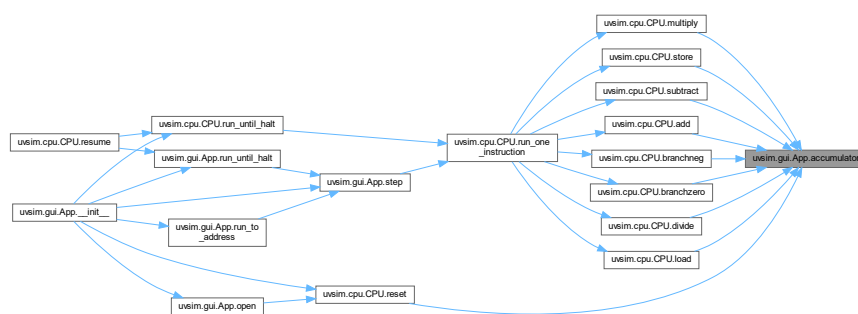 uvsim.cpu.CPU.multiply
uvsim.cpu.CPU.store
uvsim.cpu.CPU.subtract
uvsim.cpu.CPU.run_until_halt
uvsim.cpu.CPU.add
uvsim.cpu.CPU.resume
uvsim.cpu.CPU.run_one
_instruction
uvsim.gui.App.run_until_halt
uvsim.cpu.CPU.branchneg
uvsim.gui.App.accumulator
uvsim.gui.App.step
uvsim.cpu.CPU.branchzero
uvsim.gui.App.__init__
uvsim.gui.App.run_to
_address
uvsim.cpu.CPU.divide
uvsim.cpu.CPU.load
uvsim.cpu.CPU.reset
uvsim.gui.App.open